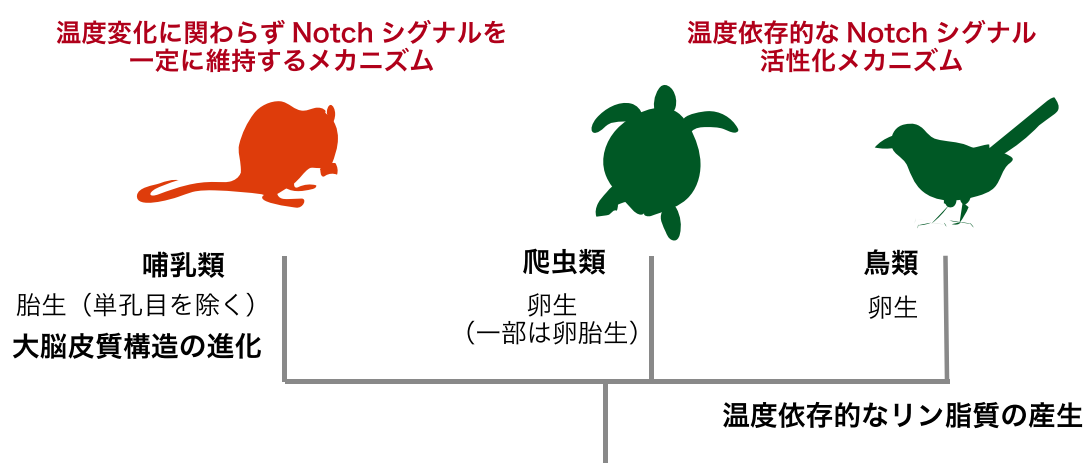 温度変化に関わらず Notch シグナルを
一定に維持するメカニズム
温度依存的な Notch シグナル
活性化メカニズム
哺乳類
胎生（単孔目を除く）
大脳皮質構造の進化
爬虫類
卵生
（一部は卵胎生）
鳥類
卵生
温度依存的なリン脂質の産生